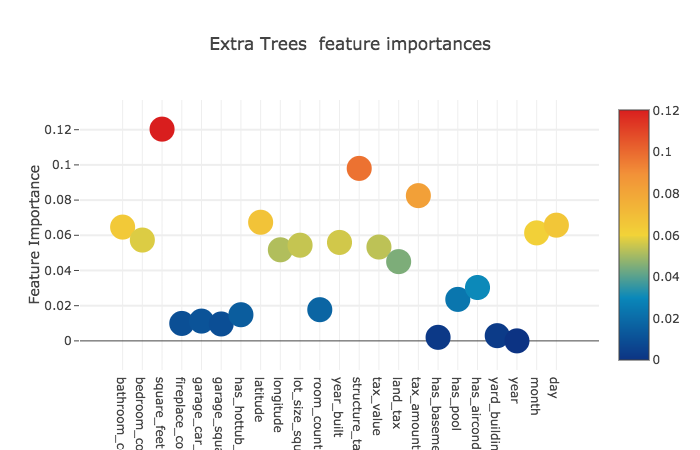 Extra Trees feature importances
Feature Importance
0.12
0.1
0.08
0.06
0.04
0.02
0
bathroom_c
bedroom_co
square_feet
fireplace_co
garage_car_
garage_squa
has_hottub_
latitude
longitude
lot_size_squ
room_count
year_built
structure_ta
tax_value
land_tax
tax_amount
has_baseme
has_pool
has_aircond
yard_buildin
year
month
day
0.12
0.1
0.08
0.06
0.04
0.02
0